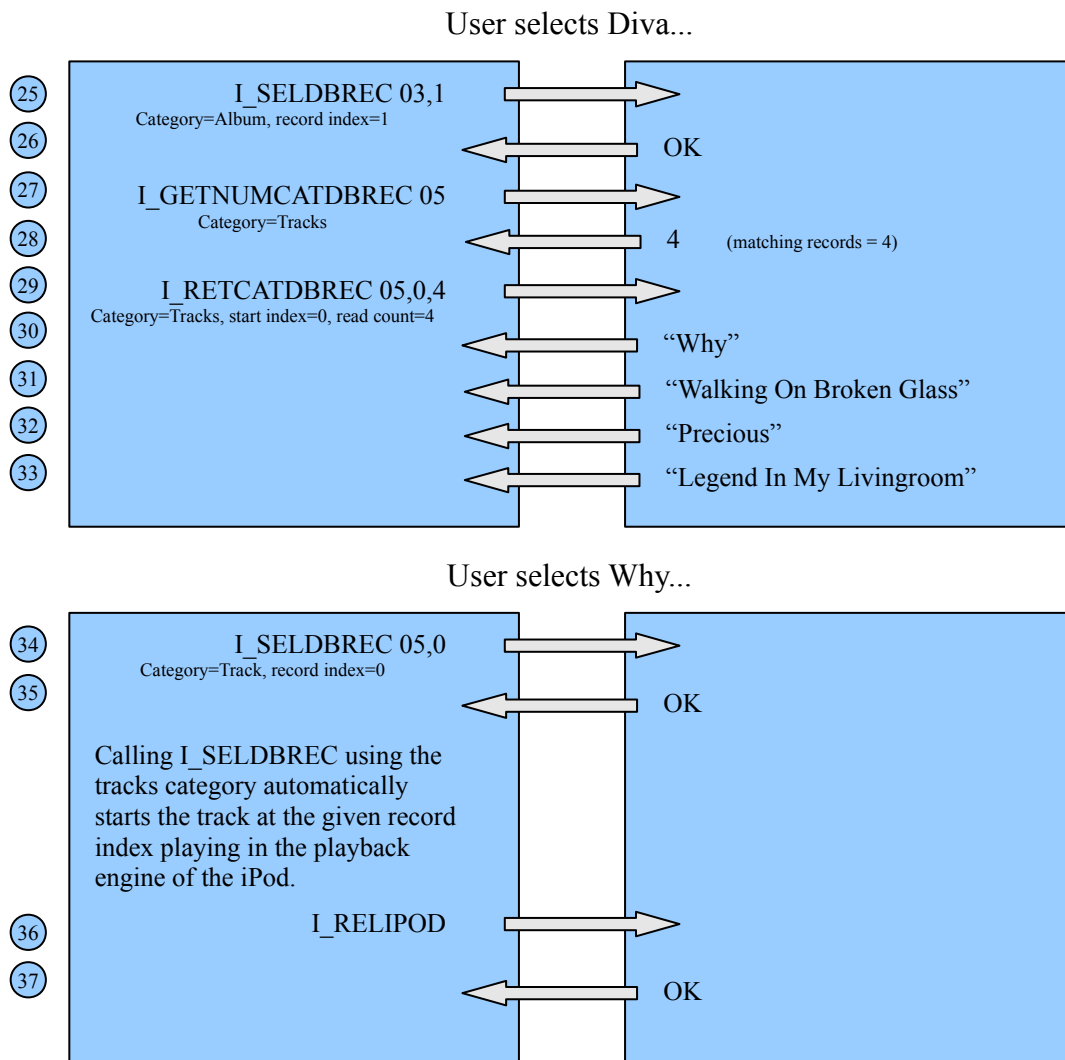 User selects Diva...
25
I_SELDBREC 03,1
Category=Album, record index=1
26
OK
27
I_GETNUMCATDBREC 05
Category=Tracks
28
4 (matching records = 4)
29
I_RETCATDBREC 05,0,4
Category=Tracks, start index=0, read count=4
30
“Why”
31
“Walking On Broken Glass”
32
“Precious”
33
“Legend In My Livingroom”
User selects Why...
34
I_SELDBREC 05,0
Category=Track, record index=0
35
OK
Calling I_SELDBREC using the
tracks category automatically
starts the track at the given record
index playing in the playback
engine of the iPod.
36
I_RELIPOD
37
OK